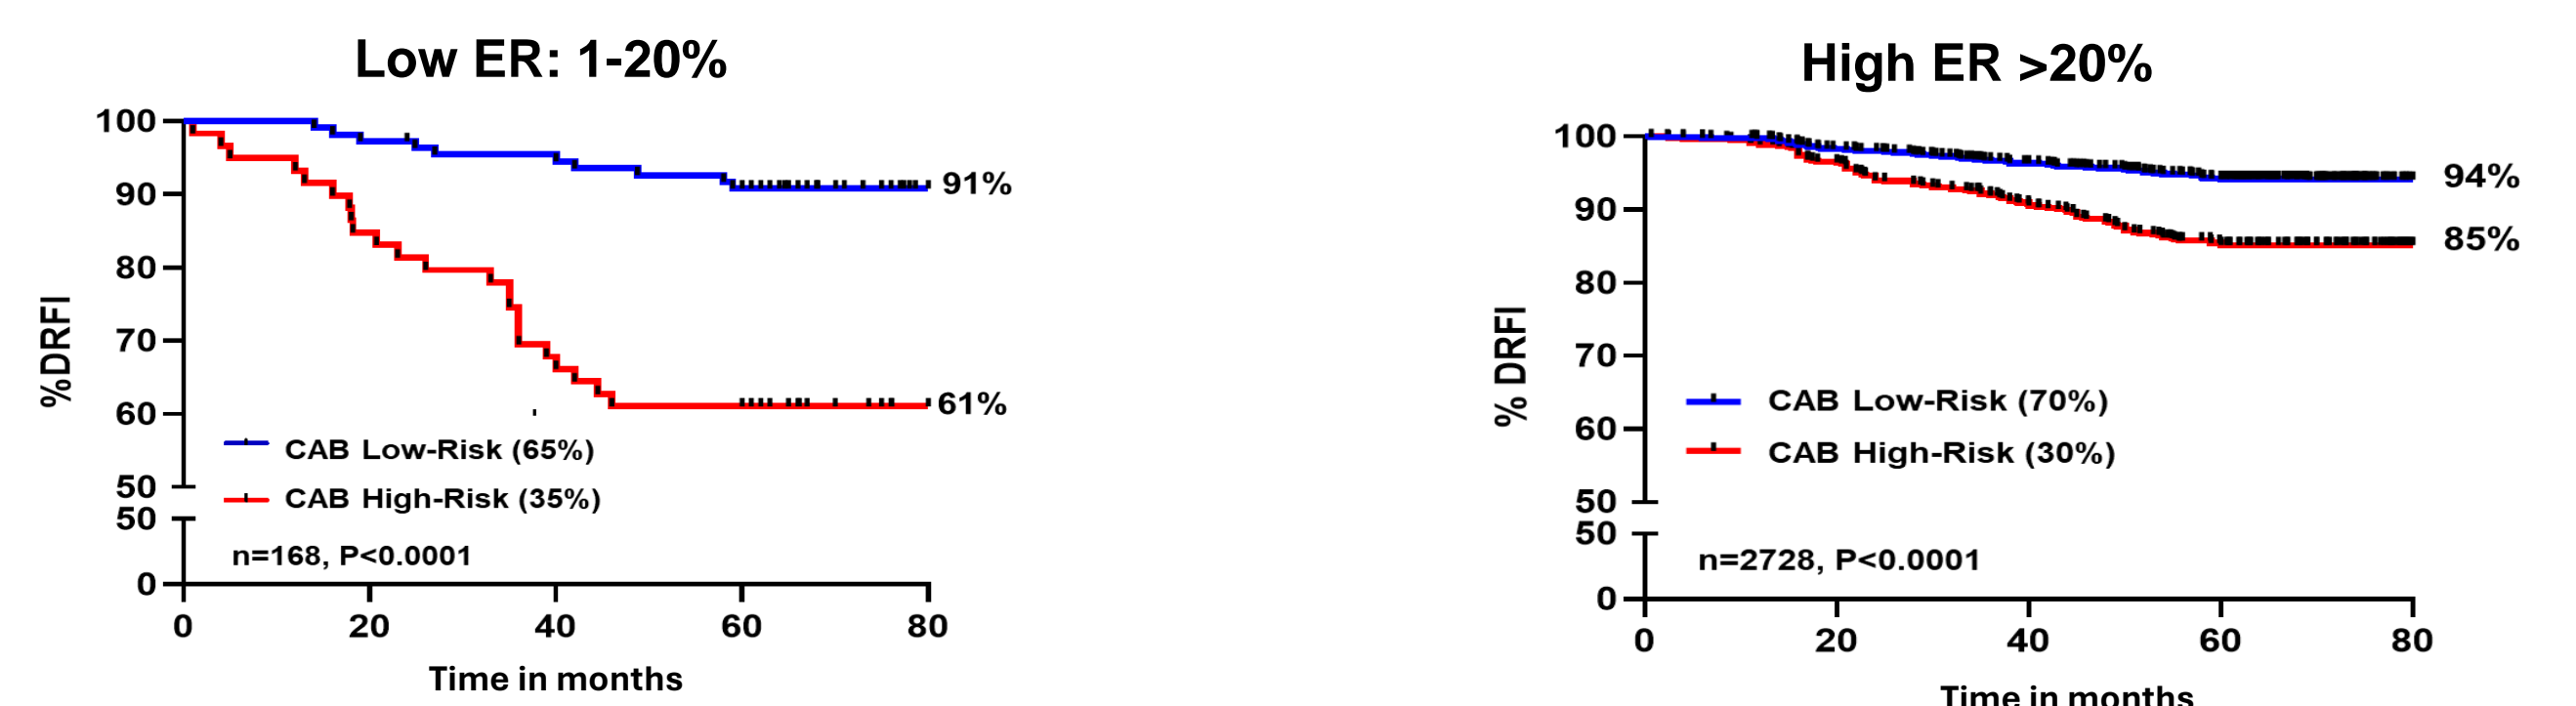 Low ER: 1-20%
100
90
80
70
60
50
50
0
%DRFI
91%
61%
CAB Low-Risk (65%)
CAB High-Risk (35%)
n=168, P<0.0001
0 20 40 60 80
Time in months
High ER >20%
100
90
80
70
60
50
50
0
% DRFI
94%
85%
CAB Low-Risk (70%)
CAB High-Risk (30%)
n=2728, P<0.0001
0 20 40 60 80
Time in months